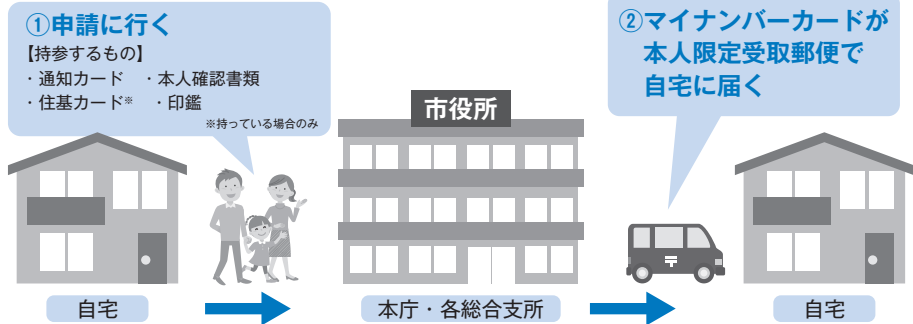 ①申請に行く
【持参するもの】
・通知カード　・本人確認書類
・住基カード※　・印鑑
※持っている場合のみ
②マイナンバーカードが
本人限定受取郵便で
自宅に届く
市役所
〒
自宅
本庁・各総合支所
自宅